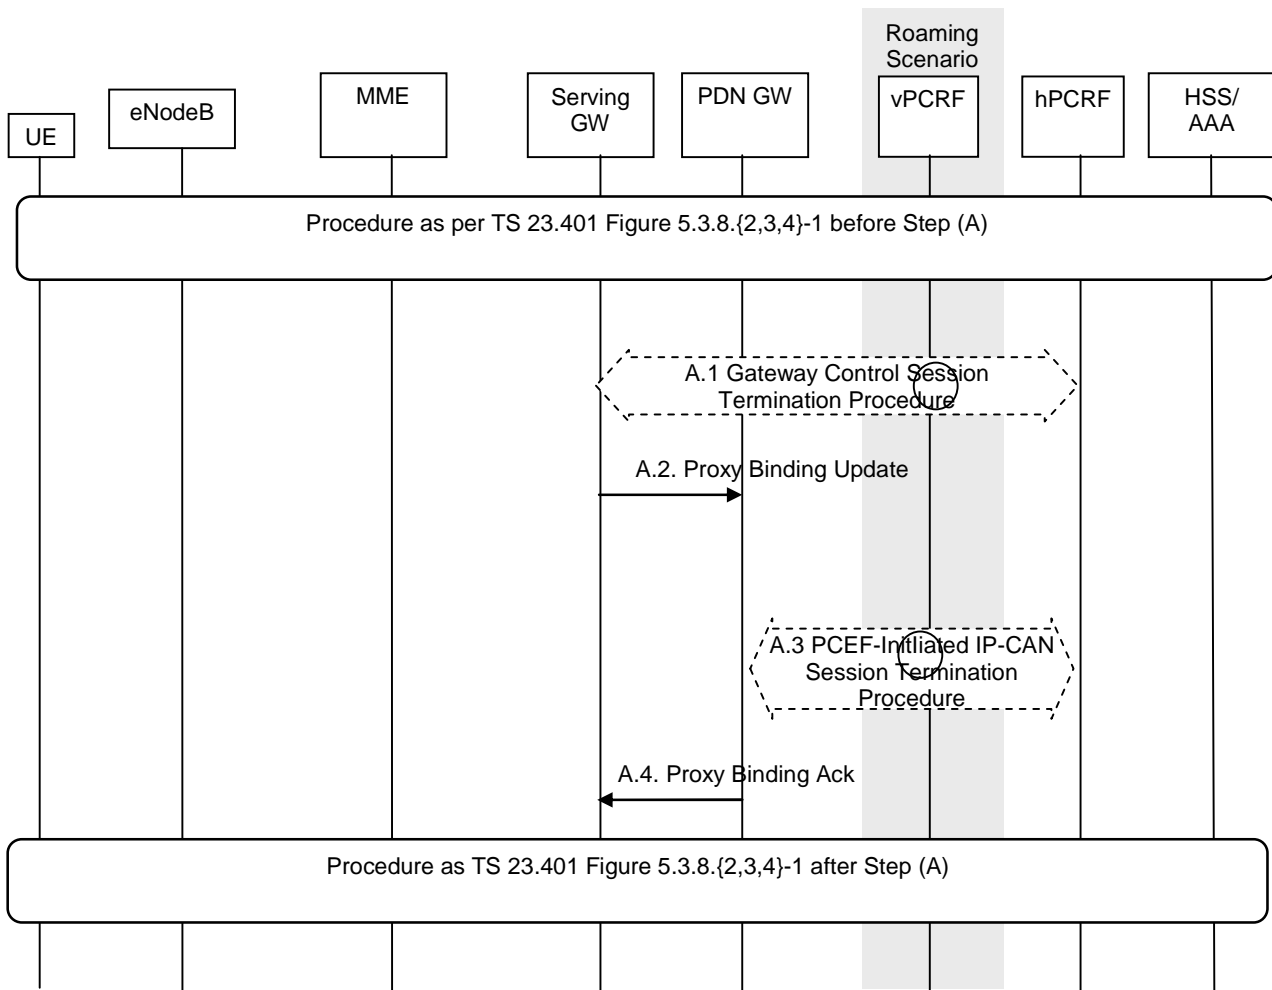 Roaming
Scenario
UE
eNodeB
MME
Serving
GW
PDN GW
vPCRF
hPCRF
HSS/
AAA
Procedure as per TS 23.401 Figure 5.3.8.{2,3,4}-1 before Step (A)
A.1 Gateway Control Session
Termination Procedure
A.2. Proxy Binding Update
A.3 PCEF-Initliated IP-CAN
Session Termination
Procedure
A.4. Proxy Binding Ack
Procedure as TS 23.401 Figure 5.3.8.{2,3,4}-1 after Step (A)